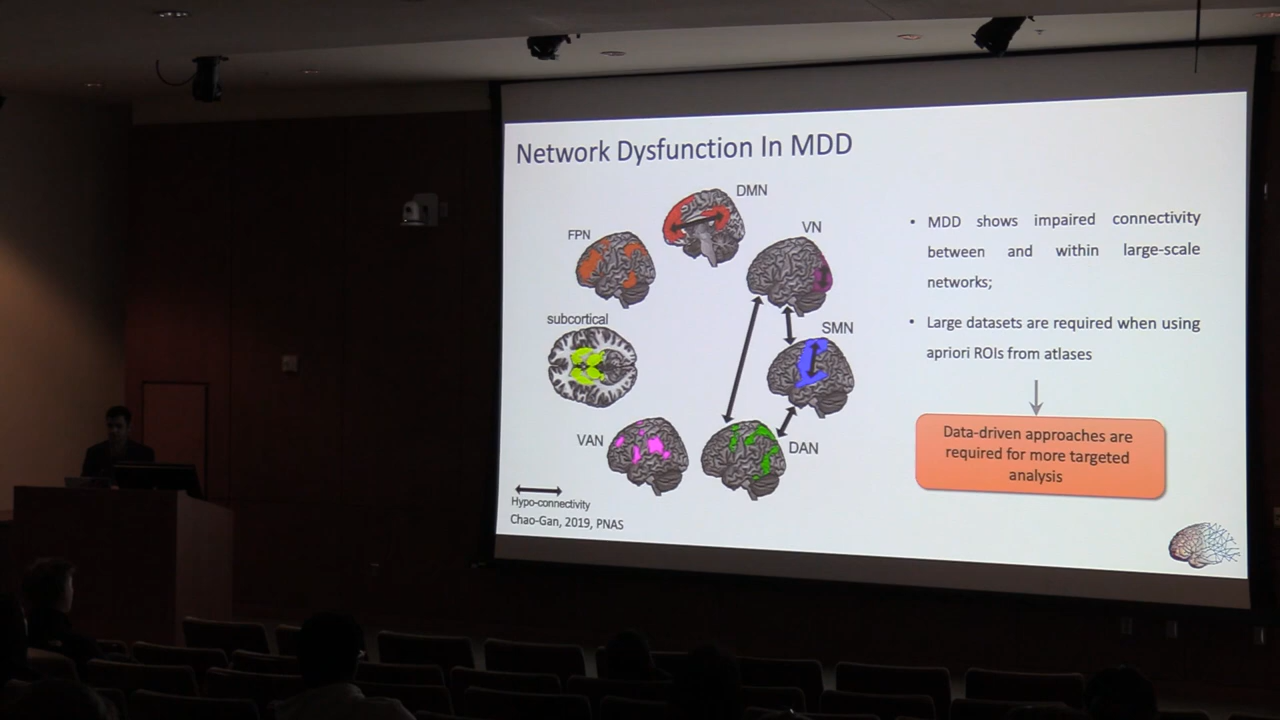 Network Dysfunction In MDD
DMN
FPN
VN
subcortical
SMN
VAN
DAN
Hypo-connectivity
Chao-Gan, 2019, PNAS
• MDD shows impaired connectivity
between and within large-scale
networks;
• Large datasets are required when using
apriori ROIs from atlases
Data-driven approaches are
required for more targeted
analysis